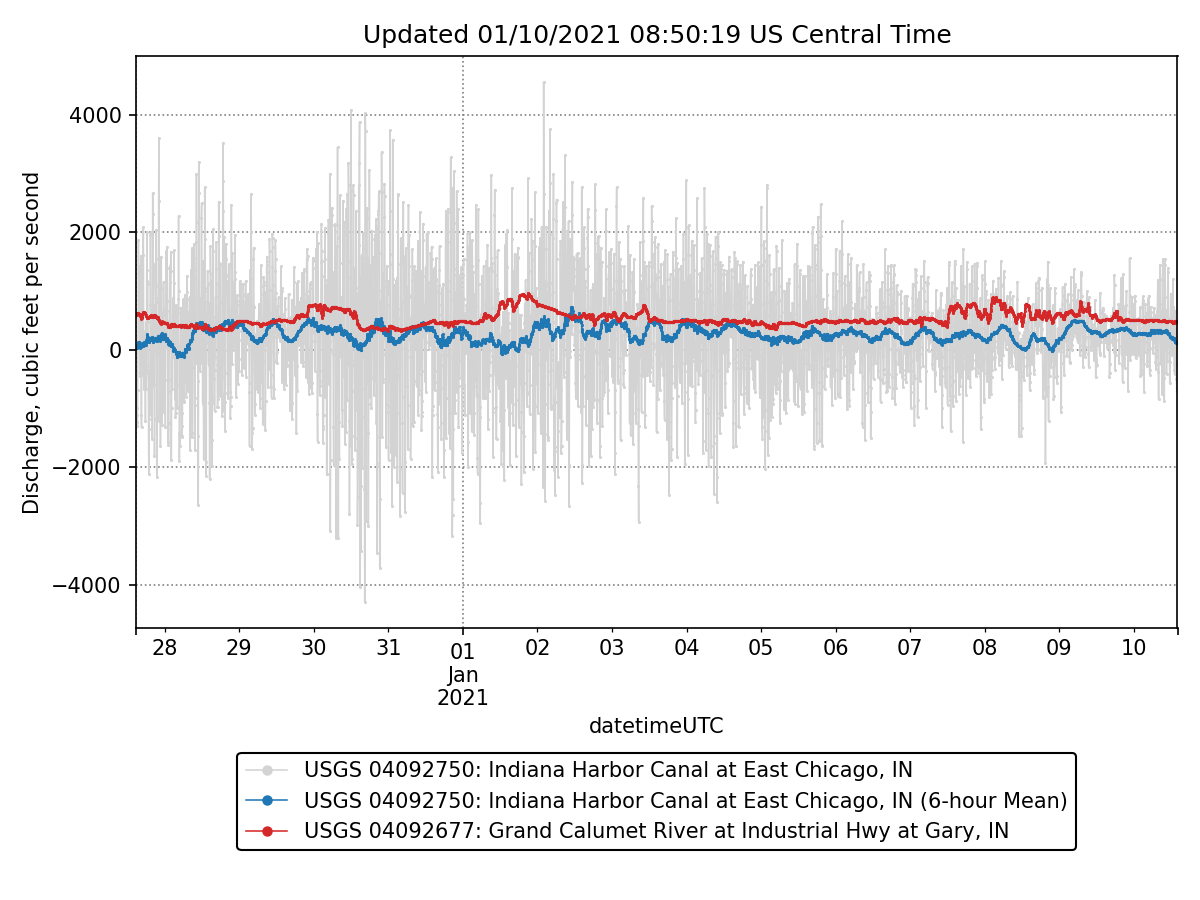 Updated 01/10/2021 08:50:19 US Central Time
Discharge, cubic feet per second
4000
2000
0
−2000
−4000
28 29 30 31 01 02 03 04 05 06 07 08 09 10
Jan
2021
datetimeUTC
USGS 04092750: Indiana Harbor Canal at East Chicago, IN
USGS 04092750: Indiana Harbor Canal at East Chicago, IN (6-hour Mean)
USGS 04092677: Grand Calumet River at Industrial Hwy at Gary, IN